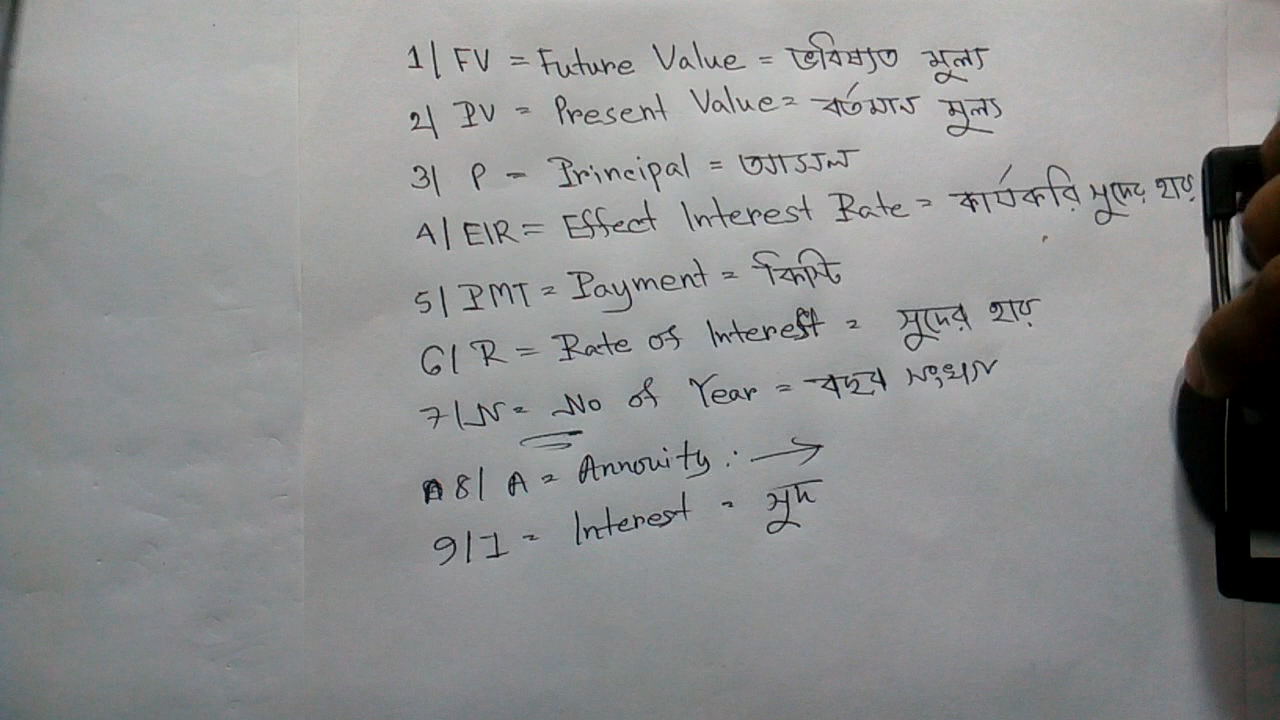 1| FV = Future Value = ভবিষ্যত মূল্য
2| PV = Present Value = বর্তমান মূল্য
3| P = Principal = আসল
4| EIR = Effect Interest Rate = কার্যকরি সুদের হার
5| PMT = Payment = কিস্তি
6| R = Rate of Interest = সুদের হার
7| N = No of Year = বছর সংখ্যা
8| A = Annouity : →
9| I = Interest = সুদ